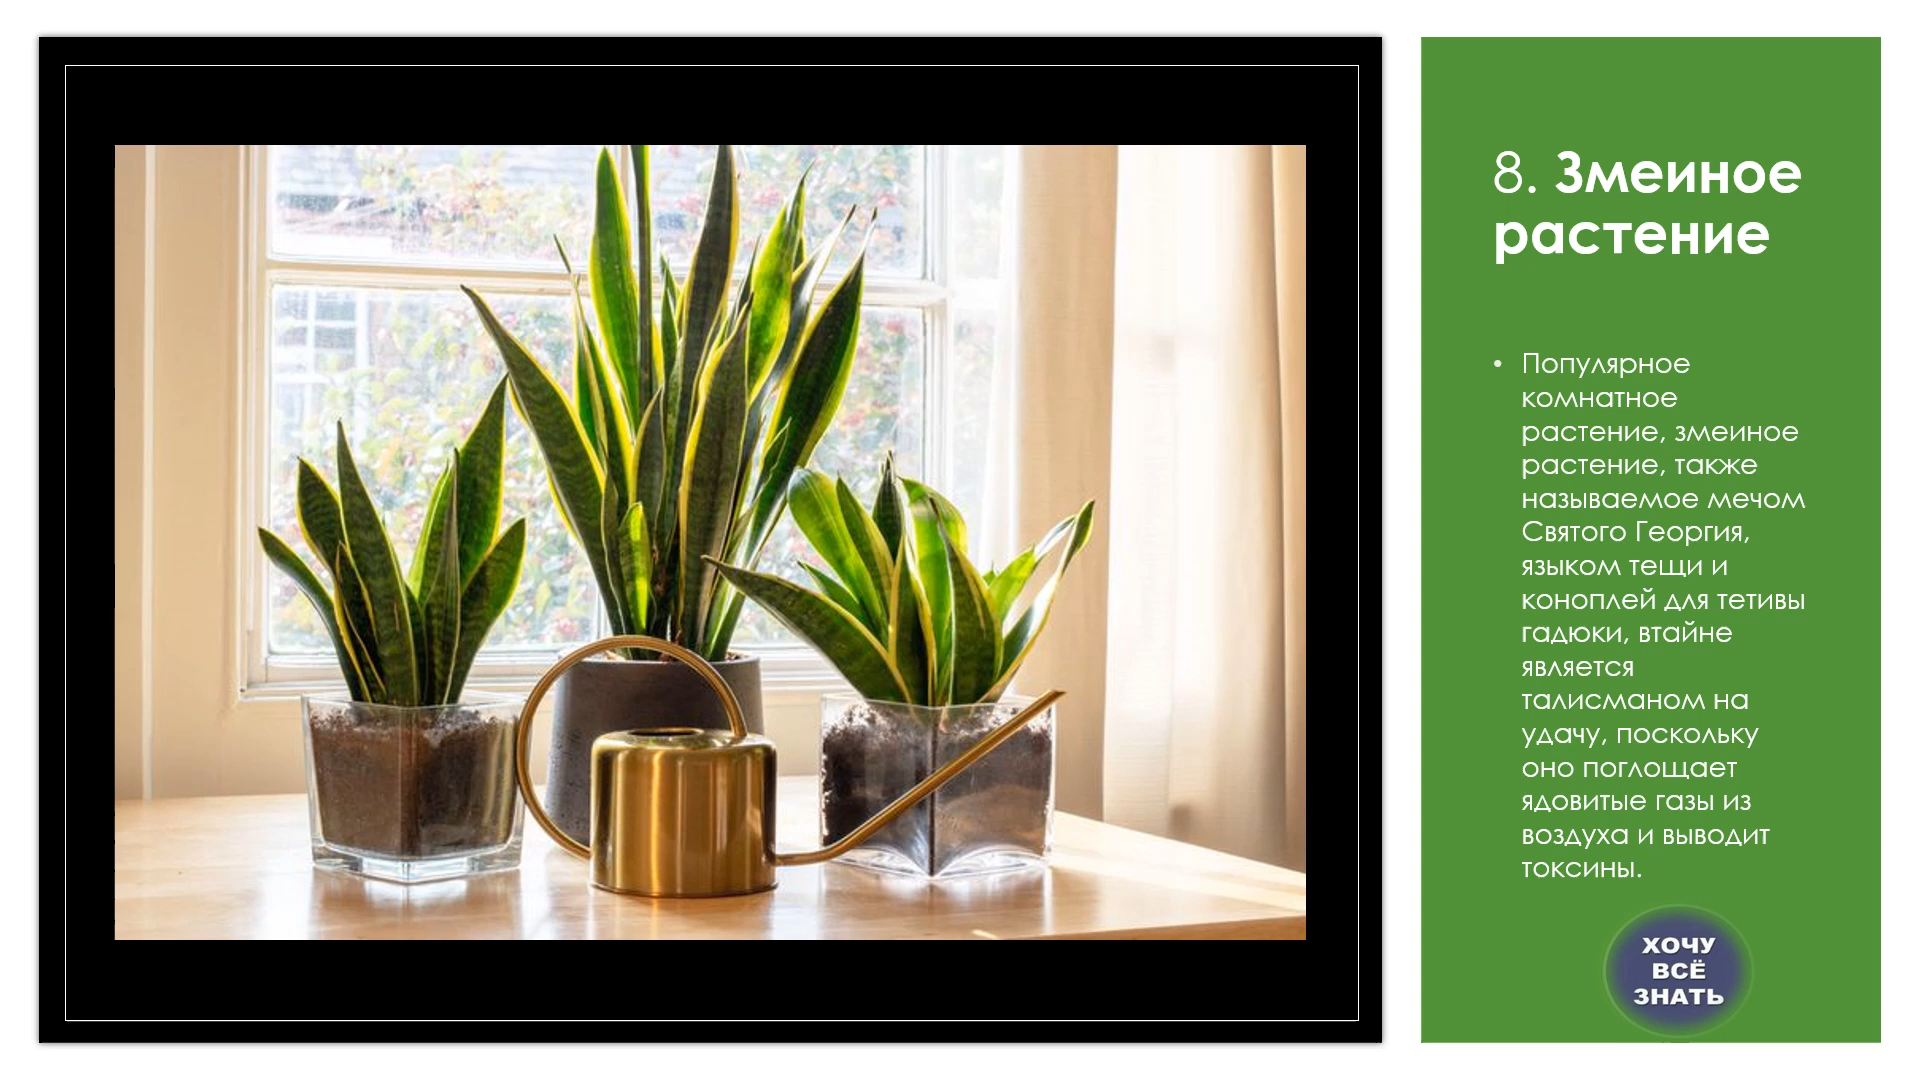 8. Змеиное
растение
• Популярное
комнатное
растение, змеиное
растение, также
называемое мечом
Святого Георгия,
языком тещи и
коноплей для тетивы
гадюки, втайне
является
талисманом на
удачу, поскольку
оно поглощает
ядовитые газы из
воздуха и выводит
токсины.
ХОЧУ
ВСЁ
ЗНАТЬ